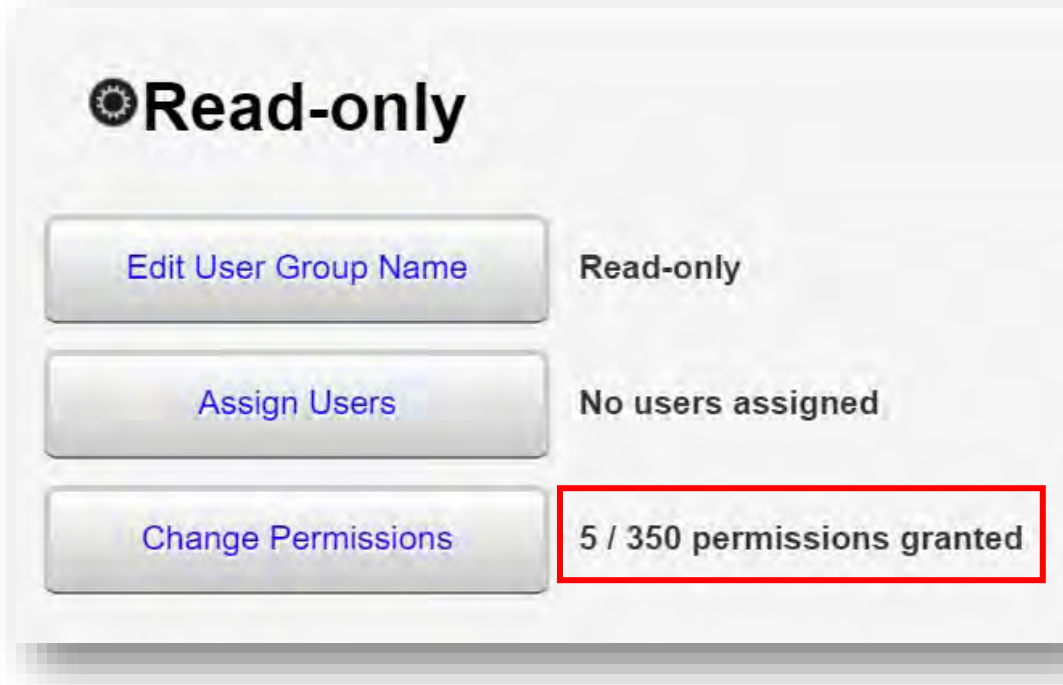 Read-only
Edit User Group Name Read-only
Assign Users No users assigned
Change Permissions 5 / 350 permissions granted